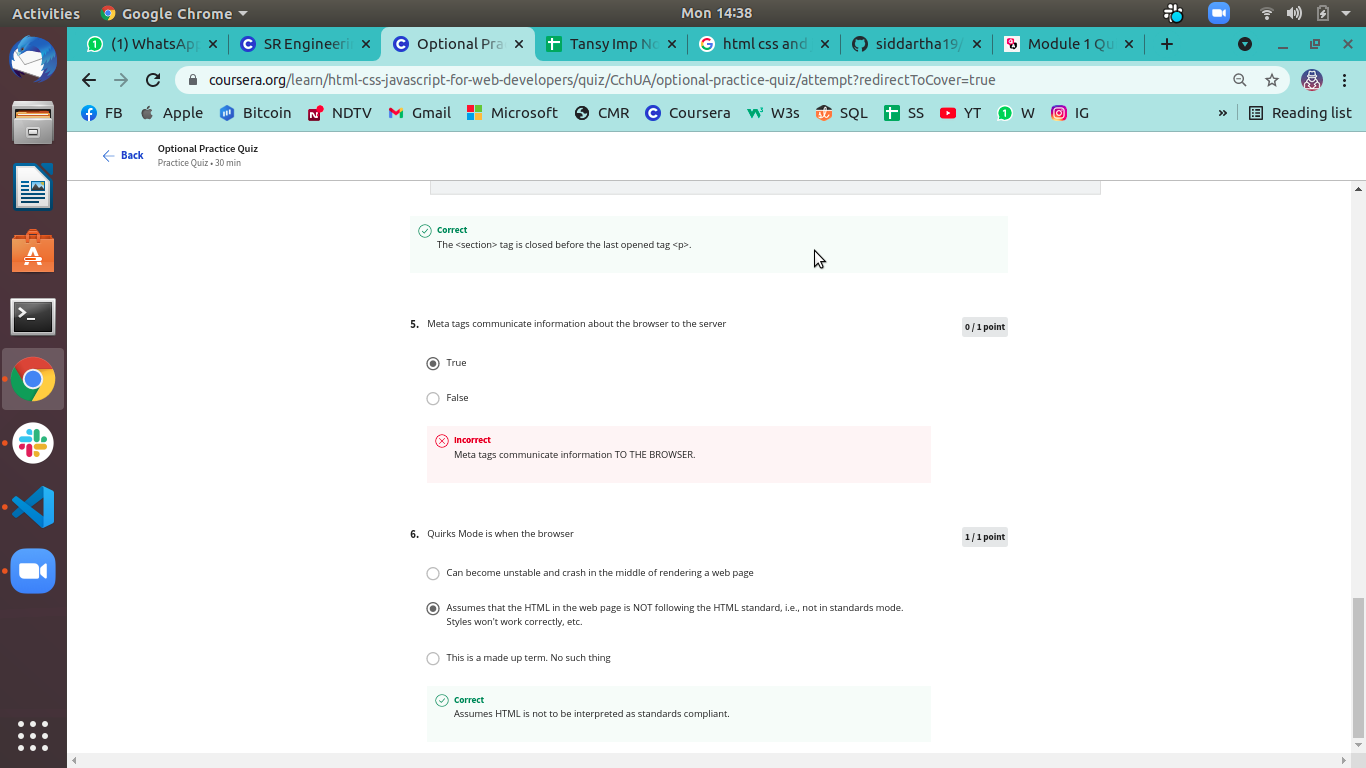 Activities Google Chrome Mon 14:38
(1) WhatsApp SR Engineeri Optional Pra Tansy Imp No html css and siddartha19/ Module 1 Qu
coursera.org/learn/html-css-javascript-for-web-developers/quiz/CchUA/optional-practice-quiz/attempt?redirectToCover=true
FB Apple Bitcoin NDTV Gmail Microsoft CMR Coursera W3s SQL SS YT W IG » Reading list
Back
Optional Practice Quiz
Practice Quiz • 30 min
Correct
The <section> tag is closed before the last opened tag <p>.
5. Meta tags communicate information about the browser to the server
0 / 1 point
True
False
Incorrect
Meta tags communicate information TO THE BROWSER.
6. Quirks Mode is when the browser
1 / 1 point
Can become unstable and crash in the middle of rendering a web page
Assumes that the HTML in the web page is NOT following the HTML standard, i.e., not in standards mode.
Styles won't work correctly, etc.
This is a made up term. No such thing
Correct
Assumes HTML is not to be interpreted as standards compliant.